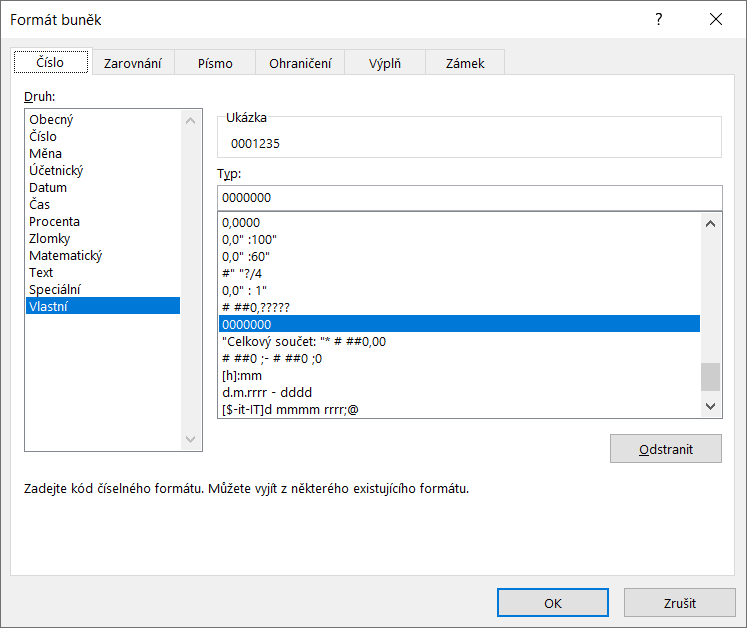 Formát buněk
?
Číslo Zarovnání Písmo Ohraničení Výplň Zámek
Druh:
Obecný
Číslo
Měna
Účetnický
Datum
Čas
Procenta
Zlomky
Matematický
Text
Speciální
Vlastní
Ukázka
0001235
Typ:
0000000
0,0000
0,0" :100"
0,0" :60"
#" "?/4
0,0" : 1"
# ##0,?????
0000000
"Celkový součet: "* # ##0,00
# ##0 ;- # ##0 ;0
[h]:mm
d.m.rrrr - dddd
[$-it-IT]d mmmm rrrr;@
Odstranit
Zadejte kód číselného formátu. Můžete vyjít z některého existujícího formátu.
OK Zrušit